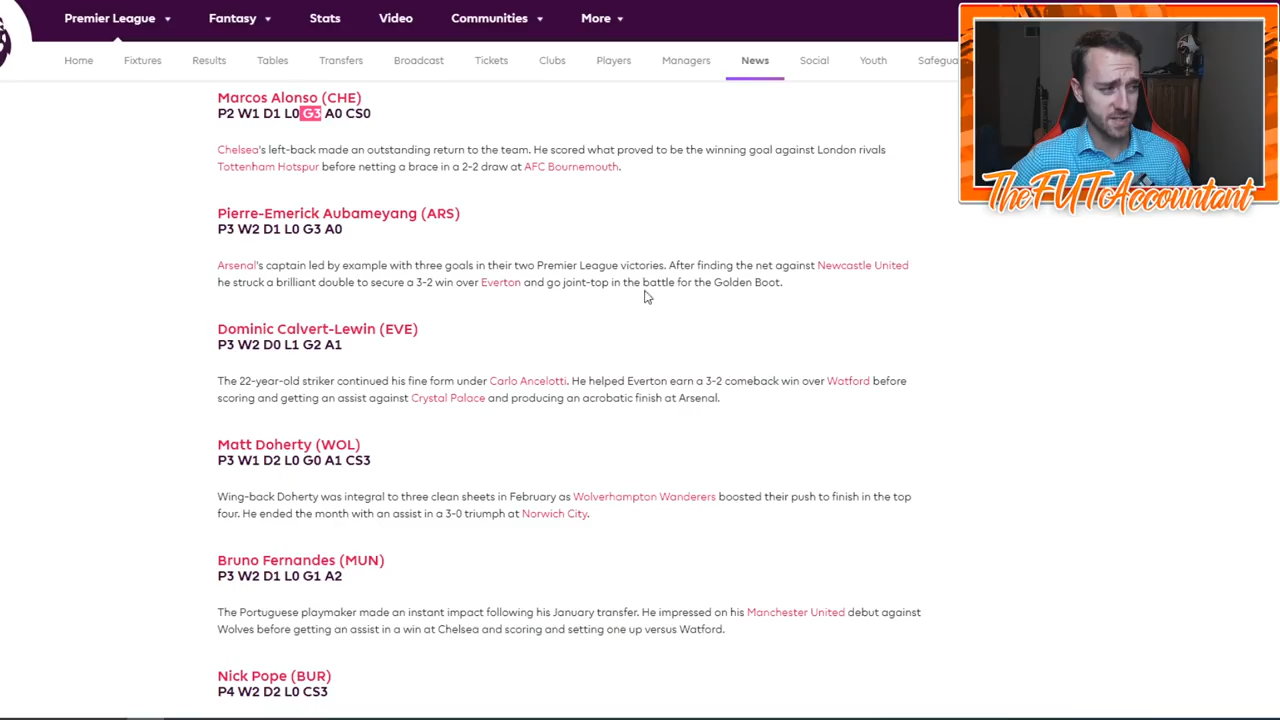 Premier League Fantasy Stats Video Communities More
Home Fixtures Results Tables Transfers Broadcast Tickets Clubs Players Managers News Social Youth
Marcos Alonso (CHE)
P2 W1 D1 L0 G3 A0 CS0
Chelsea's left-back made an outstanding return to the team. He scored what proved to be the winning goal against London rivals
Tottenham Hotspur before netting a brace in a 2-2 draw at AFC Bournemouth.
TheFUTAccountant
Pierre-Emerick Aubameyang (ARS)
P3 W2 D1 L0 G3 A0
Arsenal's captain led by example with three goals in their two Premier League victories. After finding the net against Newcastle United
he struck a brilliant double to secure a 3-2 win over Everton and go joint-top in the battle for the Golden Boot.
Dominic Calvert-Lewin (EVE)
P3 W2 D0 L1 G2 A1
The 22-year-old striker continued his fine form under Carlo Ancelotti. He helped Everton earn a 3-2 comeback win over Watford before
scoring and getting an assist against Crystal Palace and producing an acrobatic finish at Arsenal.
Matt Doherty (WOL)
P3 W1 D2 L0 G0 A1 CS3
Wing-back Doherty was integral to three clean sheets in February as Wolverhampton Wanderers boosted their push to finish in the top
four. He ended the month with an assist in a 3-0 triumph at Norwich City.
Bruno Fernandes (MUN)
P3 W2 D1 L0 G1 A2
The Portuguese playmaker made an instant impact following his January transfer. He impressed on his Manchester United debut against
Wolves before getting an assist in a win at Chelsea and scoring and setting one up versus Watford.
Nick Pope (BUR)
P4 W2 D2 L0 CS3